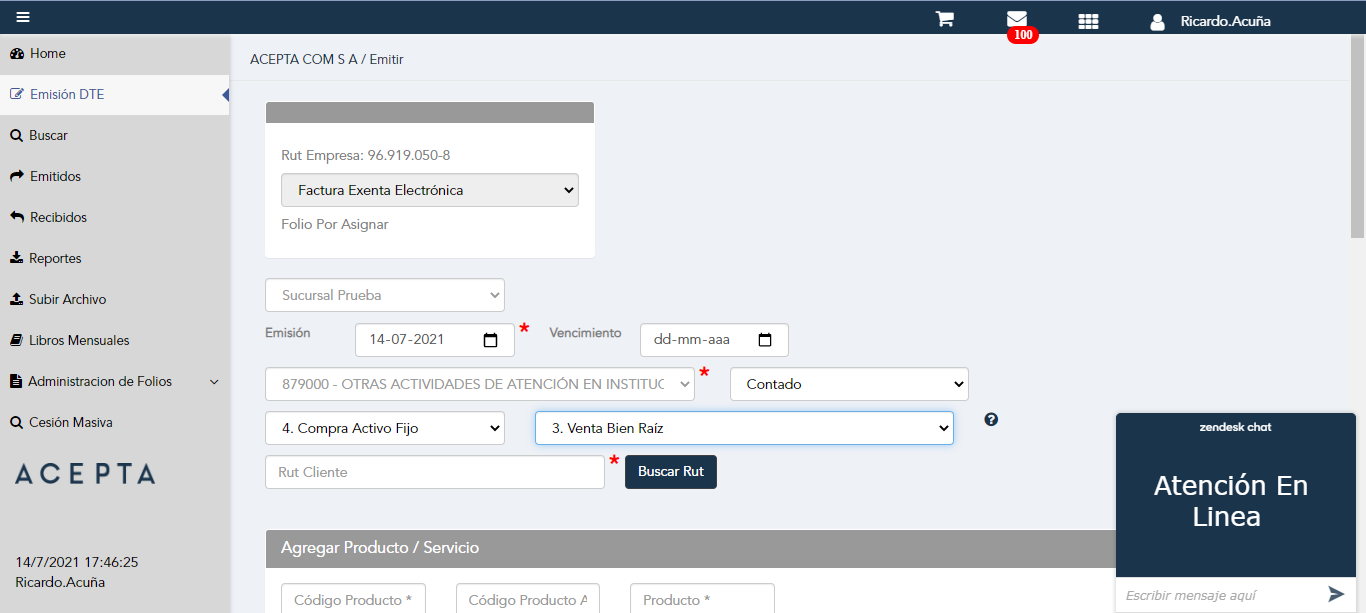 100
Ricardo.Acuña
Home
Emisión DTE
Buscar
Emitidos
Recibidos
Reportes
Subir Archivo
Libros Mensuales
Administracion de Folios
Cesión Masiva
ACEPTA
14/7/2021 17:46:25
Ricardo.Acuña
ACEPTA COM S A / Emitir
Rut Empresa: 96.919.050-8
Factura Exenta Electrónica
Folio Por Asignar
Sucursal Prueba
Emisión 14-07-2021 * Vencimiento dd-mm-aaa
879000 - OTRAS ACTIVIDADES DE ATENCIÓN EN INSTITUC * Contado
4. Compra Activo Fijo 3. Venta Bien Raíz ?
Rut Cliente * Buscar Rut
Agregar Producto / Servicio
Código Producto * Código Producto A Producto *
zendesk chat
Atención En
Linea
Escribir mensaje aquí